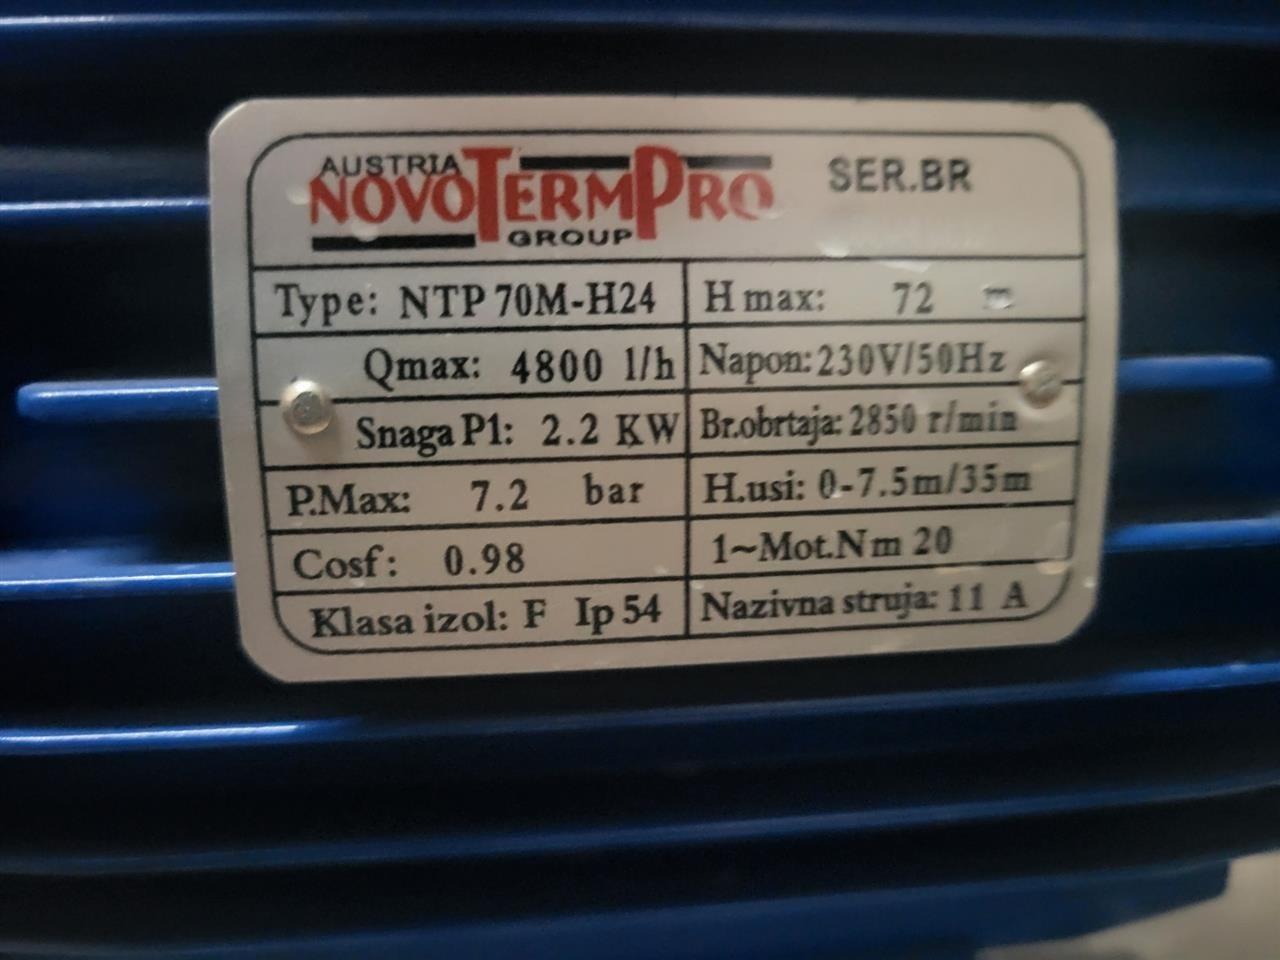 AUSTRIA
NOVOTERMPRO
GROUP
SER.BR
Type: NTP 70M-H24
H max: 72 m
Qmax: 4800 l/h
Napon: 230V/50Hz
Snaga P1: 2.2 KW
Br.obrtaja: 2850 r/min
P.Max: 7.2 bar
H.usi: 0-7.5m/35m
Cosf: 0.98
1~Mot.Nm 20
Klasa izol: F Ip 54
Nazivna struja: 11 A